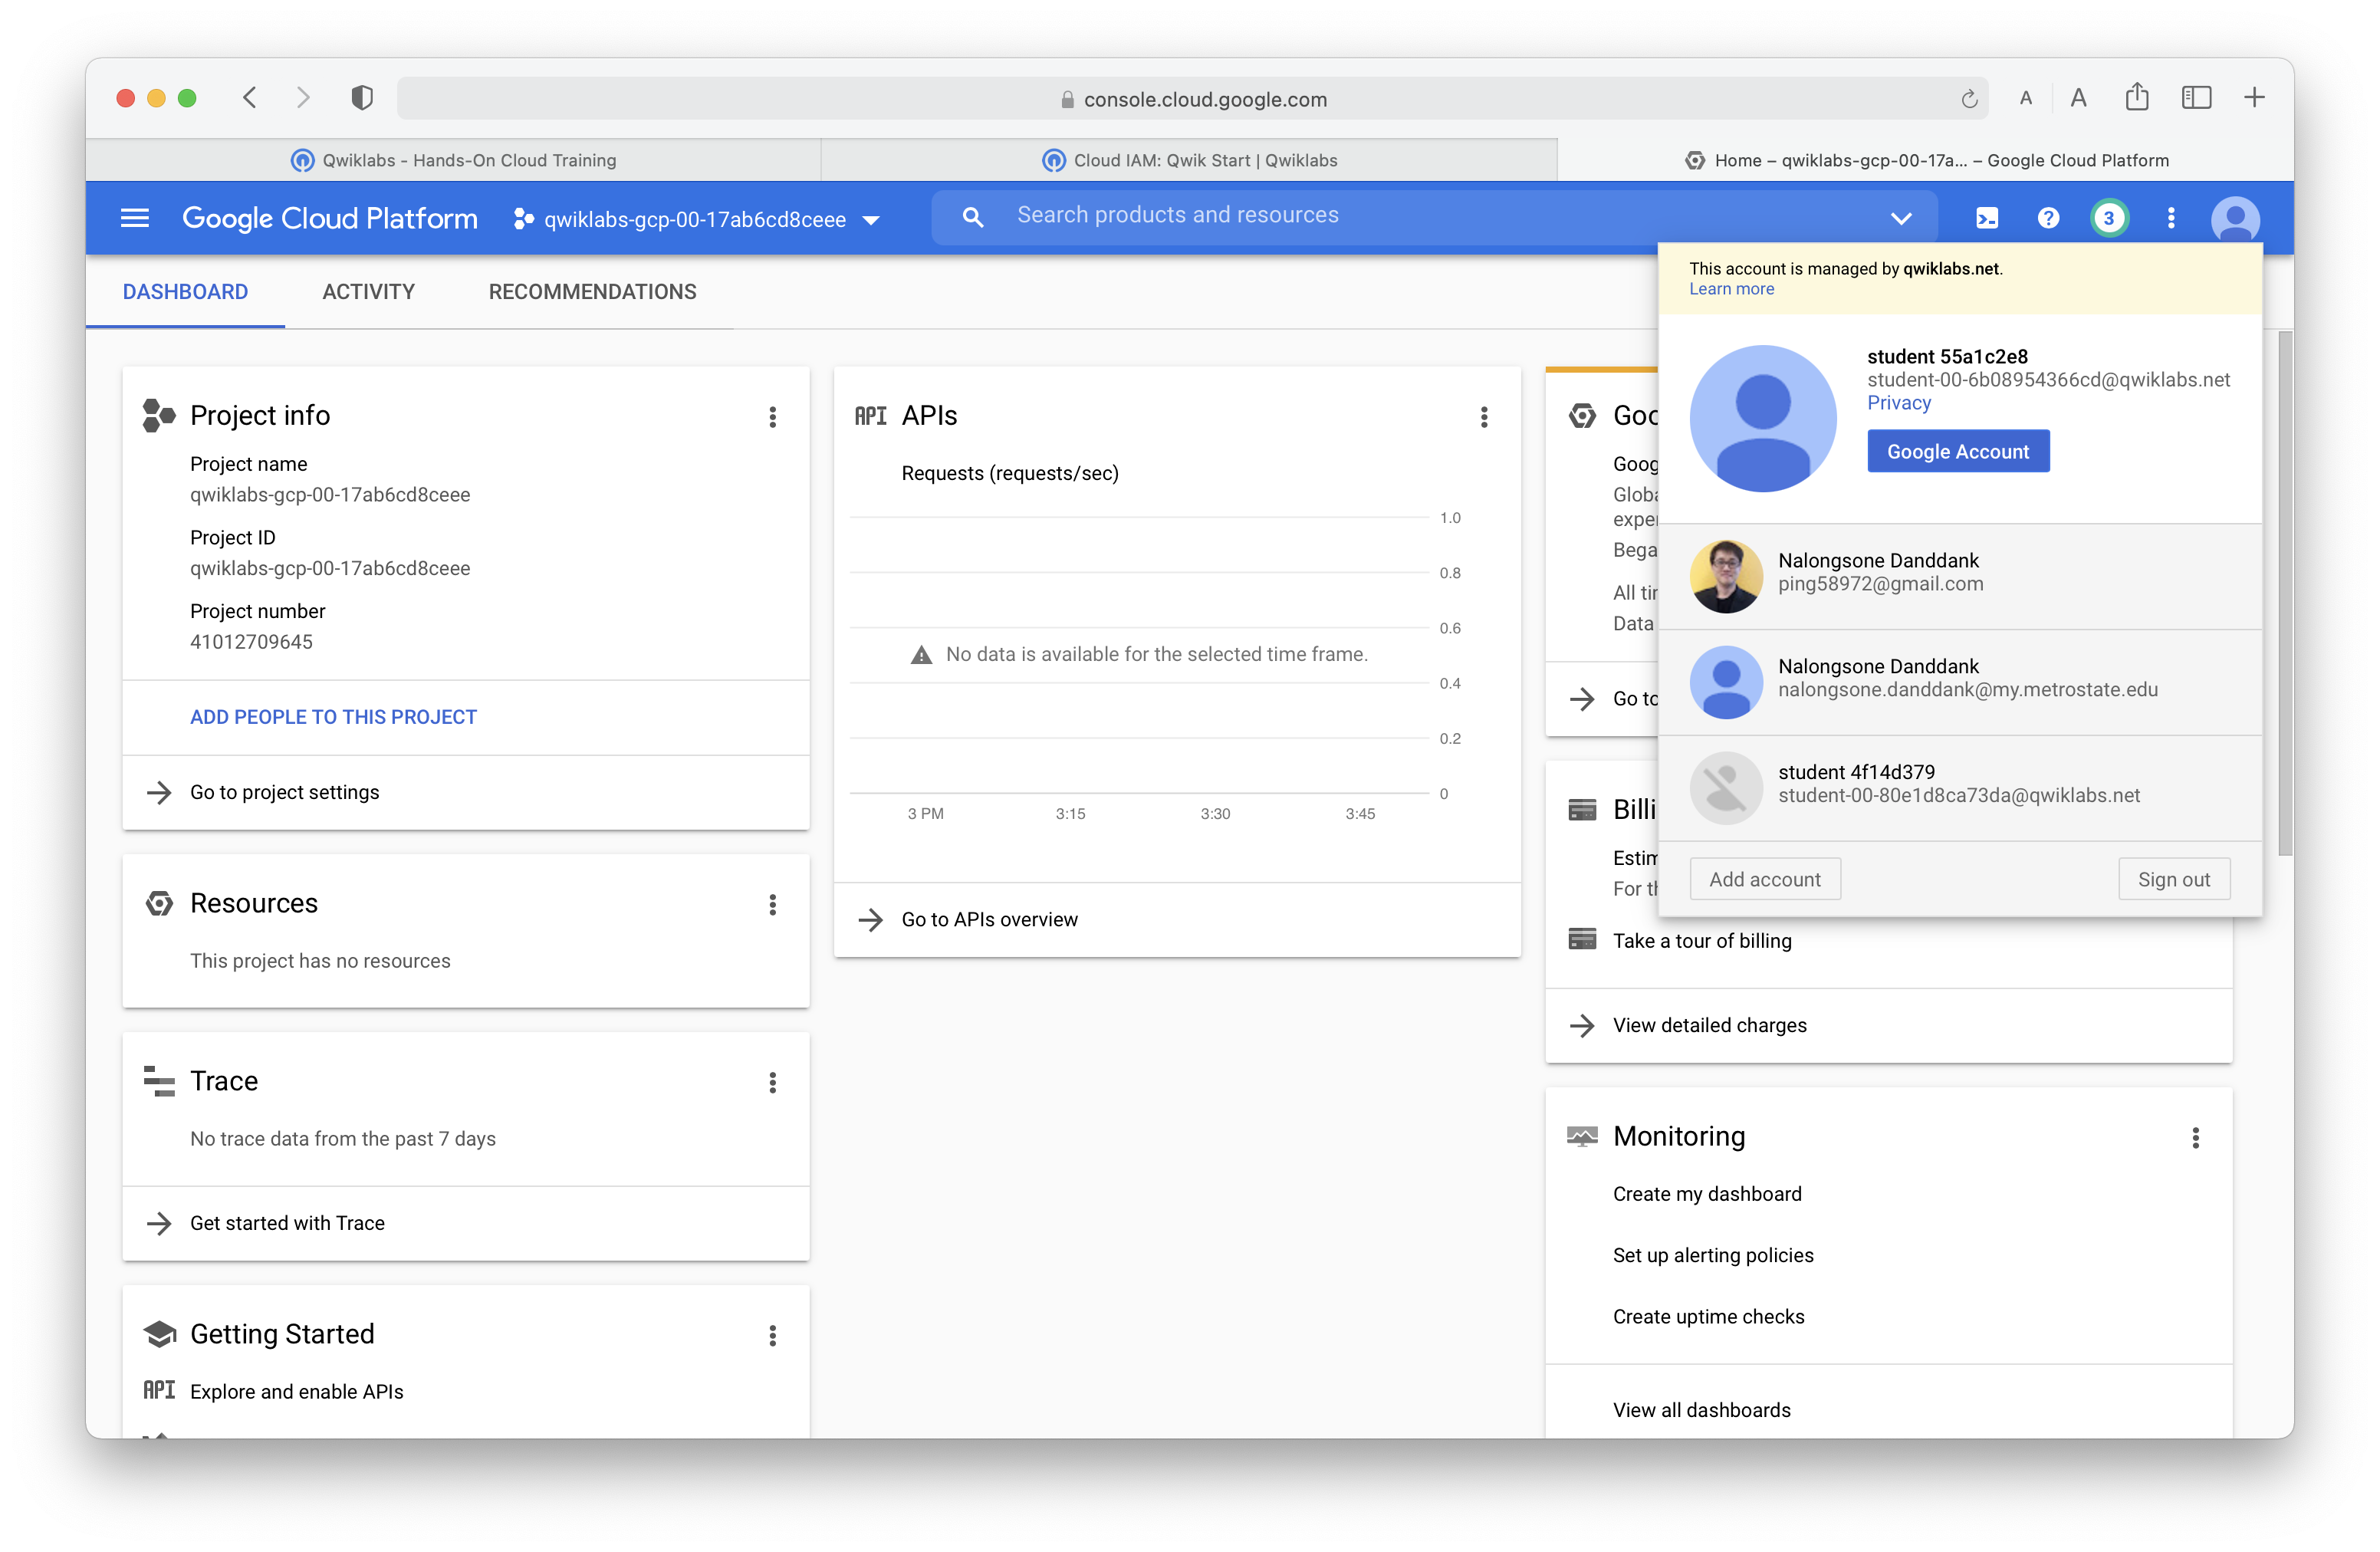 console.cloud.google.com
A
A
Qwiklabs - Hands-On Cloud Training
Cloud IAM: Qwik Start | Qwiklabs
Home – qwiklabs-gcp-00-17a... – Google Cloud Platform
Google Cloud Platform
qwiklabs-gcp-00-17ab6cd8ceee
Search products and resources
?
3
DASHBOARD
ACTIVITY
RECOMMENDATIONS
Project info
Project name
qwiklabs-gcp-00-17ab6cd8ceee
Project ID
qwiklabs-gcp-00-17ab6cd8ceee
Project number
41012709645
ADD PEOPLE TO THIS PROJECT
Go to project settings
Resources
This project has no resources
Trace
No trace data from the past 7 days
Get started with Trace
Getting Started
API Explore and enable APIs
API APIs
Requests (requests/sec)
1.0
0.8
0.6
No data is available for the selected time frame.
0.4
0.2
0
3 PM 3:15 3:30 3:45
Go to APIs overview
Goo
Goog
Globa
exper
Bega
All tin
Data
Go to
Billi
Estim
For th
Take a tour of billing
View detailed charges
Monitoring
Create my dashboard
Set up alerting policies
Create uptime checks
View all dashboards
This account is managed by qwiklabs.net.
Learn more
student 55a1c2e8
student-00-6b08954366cd@qwiklabs.net
Privacy
Google Account
Nalongsone Danddank
ping58972@gmail.com
Nalongsone Danddank
nalongsone.danddank@my.metrostate.edu
student 4f14d379
student-00-80e1d8ca73da@qwiklabs.net
Add account
Sign out